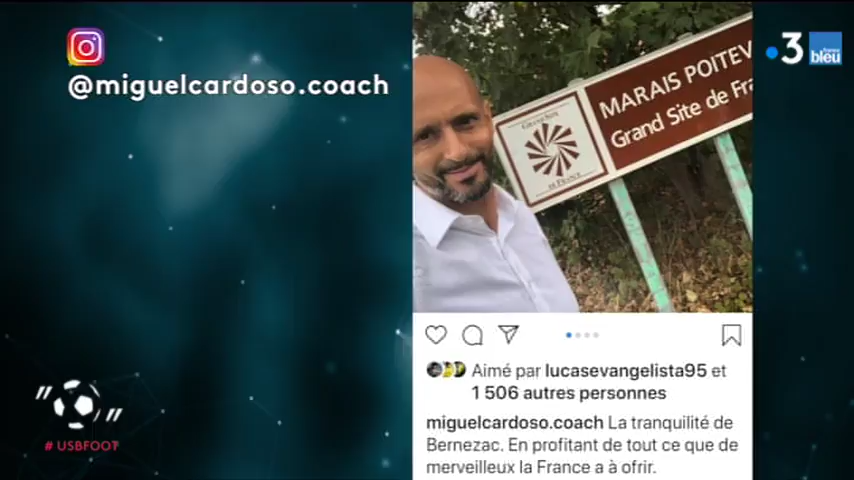 @miguelcardoso.coach
3
bleu
MARAIS POITEV
Grand Site de Fra
Aimé par lucasevangelista95 et
1 506 autres personnes
miguelcardoso.coach La tranquilité de
Bernezac. En profitant de tout ce que de
merveilleux la France a à ofrir.
"
"
# USBFOOT